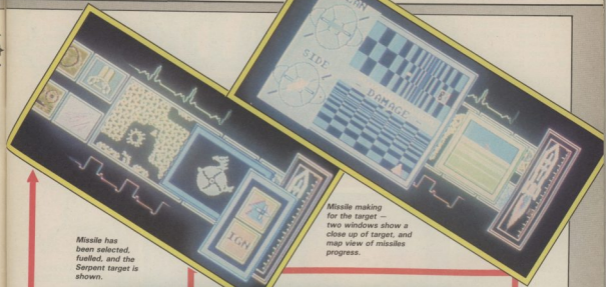 SIDE
DAMAGE
IGN
Missile has
been selected,
fuelled, and the
Serpent target is
shown.
Missile making
for the target —
two windows show a
close up of target, and
map view of missiles
progress.